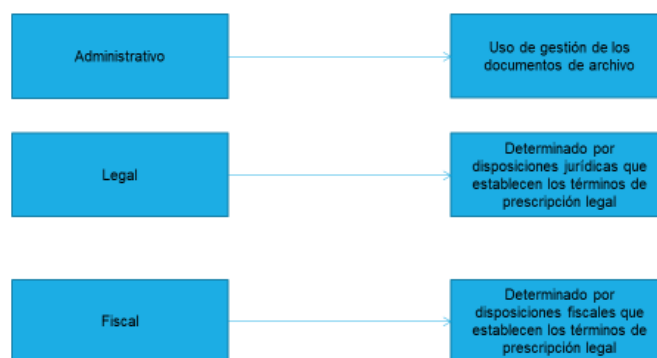 Administrativo
Uso de gestión de los
documentos de archivo
Legal
Determinado por
disposiciones jurídicas que
establecen los términos de
prescripción legal
Fiscal
Determinado por
disposiciones fiscales que
establecen los términos de
prescripción legal